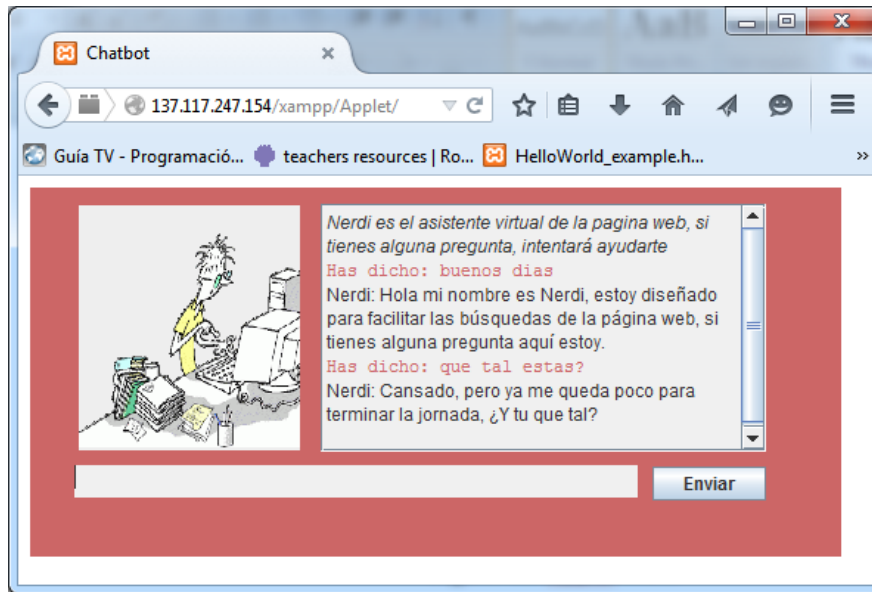 Chatbot
137.117.247.154/xampp/Applet/
Guía TV - Programació... teachers resources | Ro... HelloWorld_example.h... »
Nerdi es el asistente virtual de la pagina web, si
tienes alguna pregunta, intentará ayudarte
Has dicho: buenos dias
Nerdi: Hola mi nombre es Nerdi, estoy diseñado
para facilitar las búsquedas de la página web, si
tienes alguna pregunta aquí estoy.
Has dicho: que tal estas?
Nerdi: Cansado, pero ya me queda poco para
terminar la jornada, ¿Y tu que tal?
Enviar